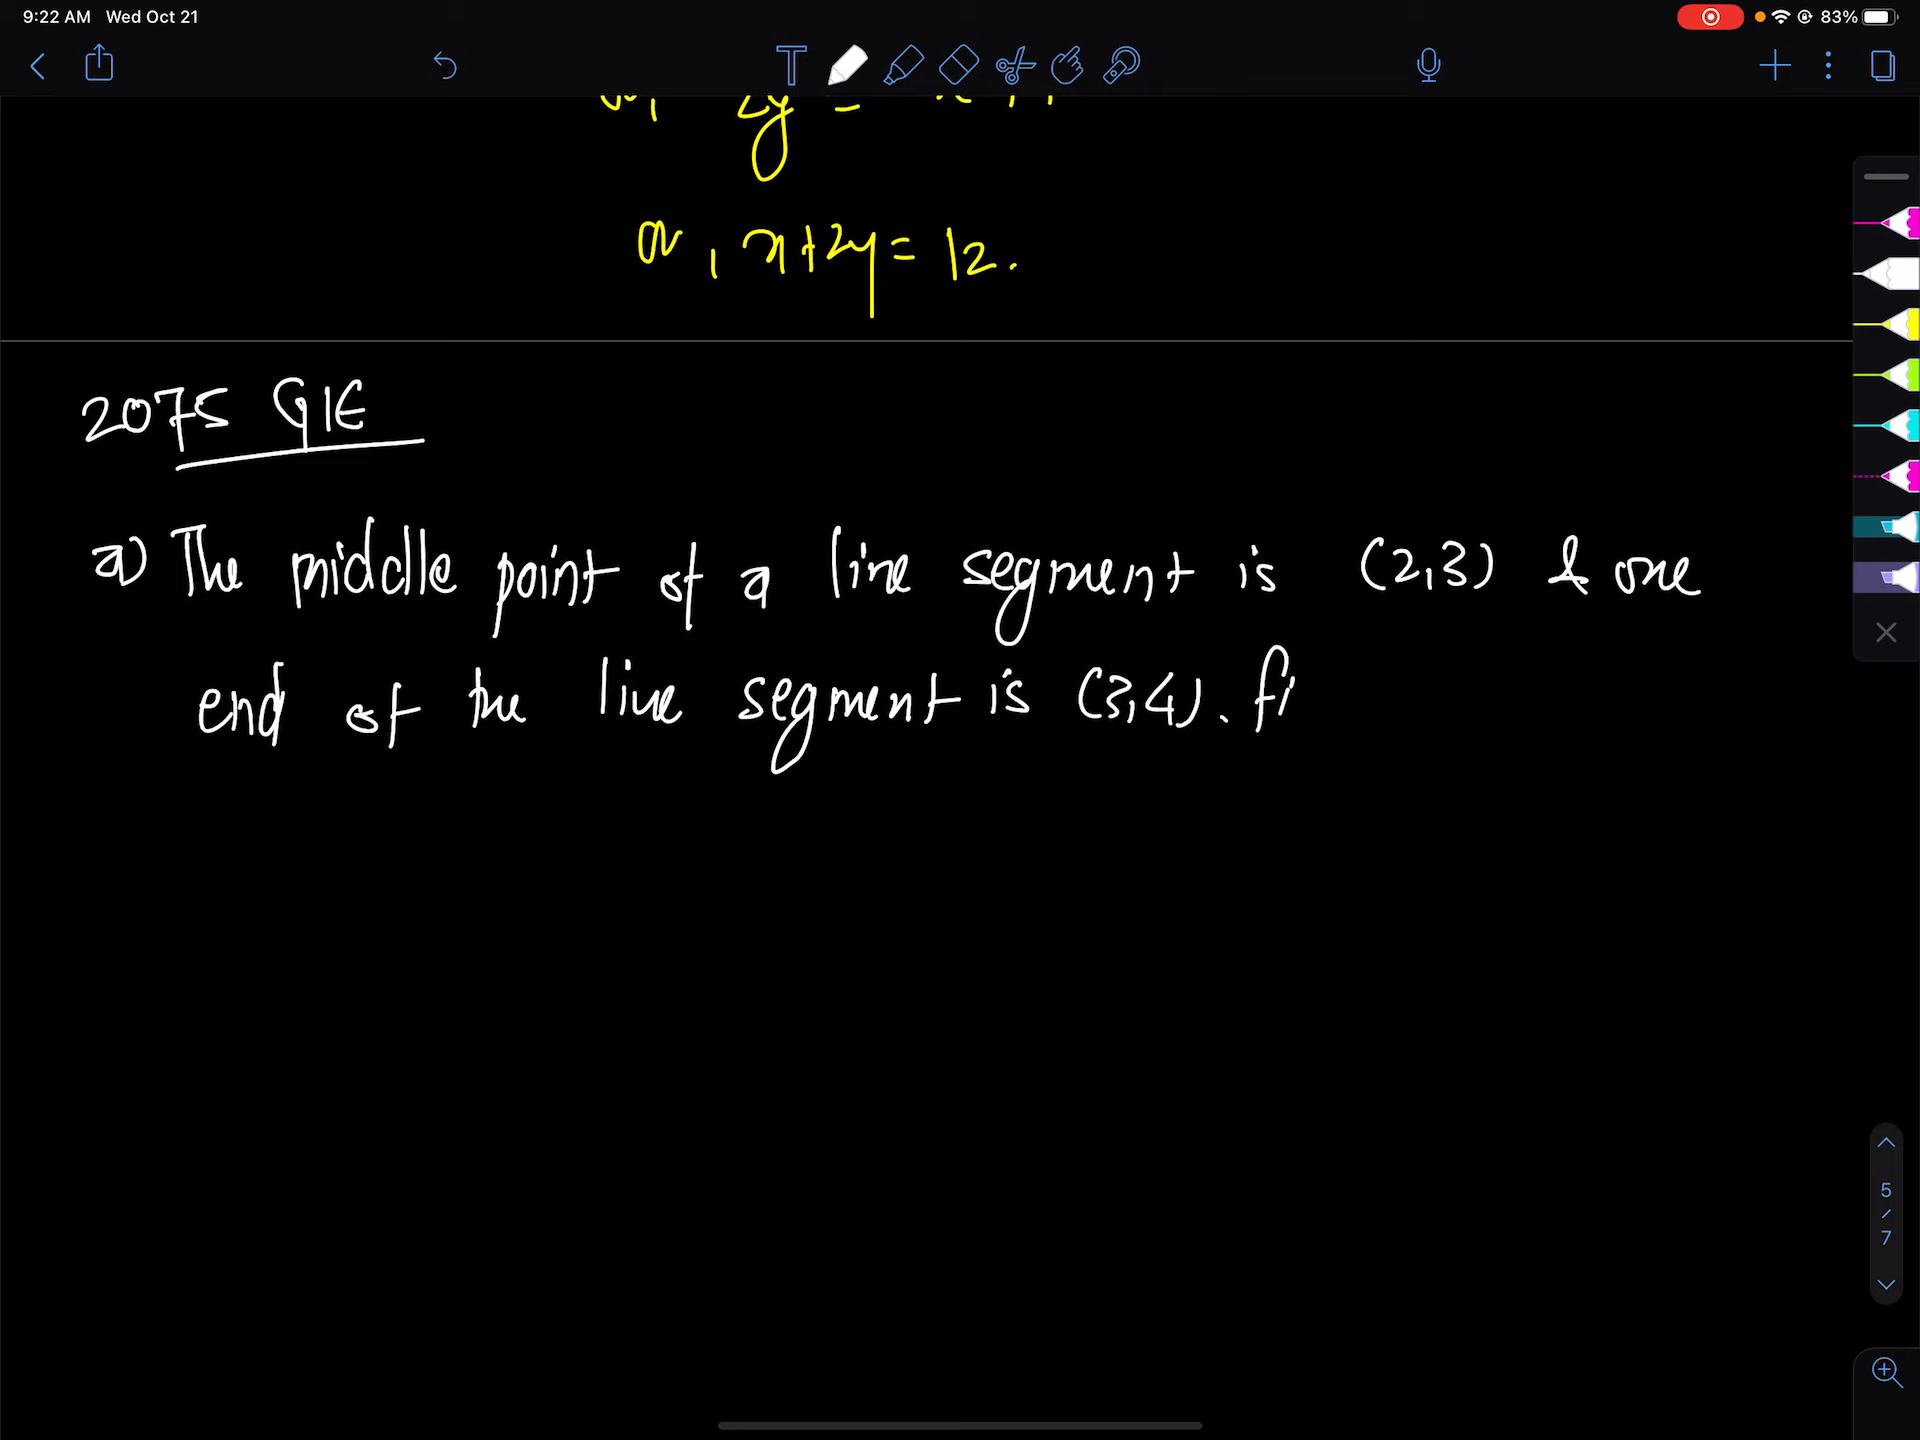 9:22 AM Wed Oct 21
83%
or, x+2y = 12.
2075 GIE
a) The middle point of a line segment is (2,3) & one
end of the line segment is (3,4). fi
5
/
7